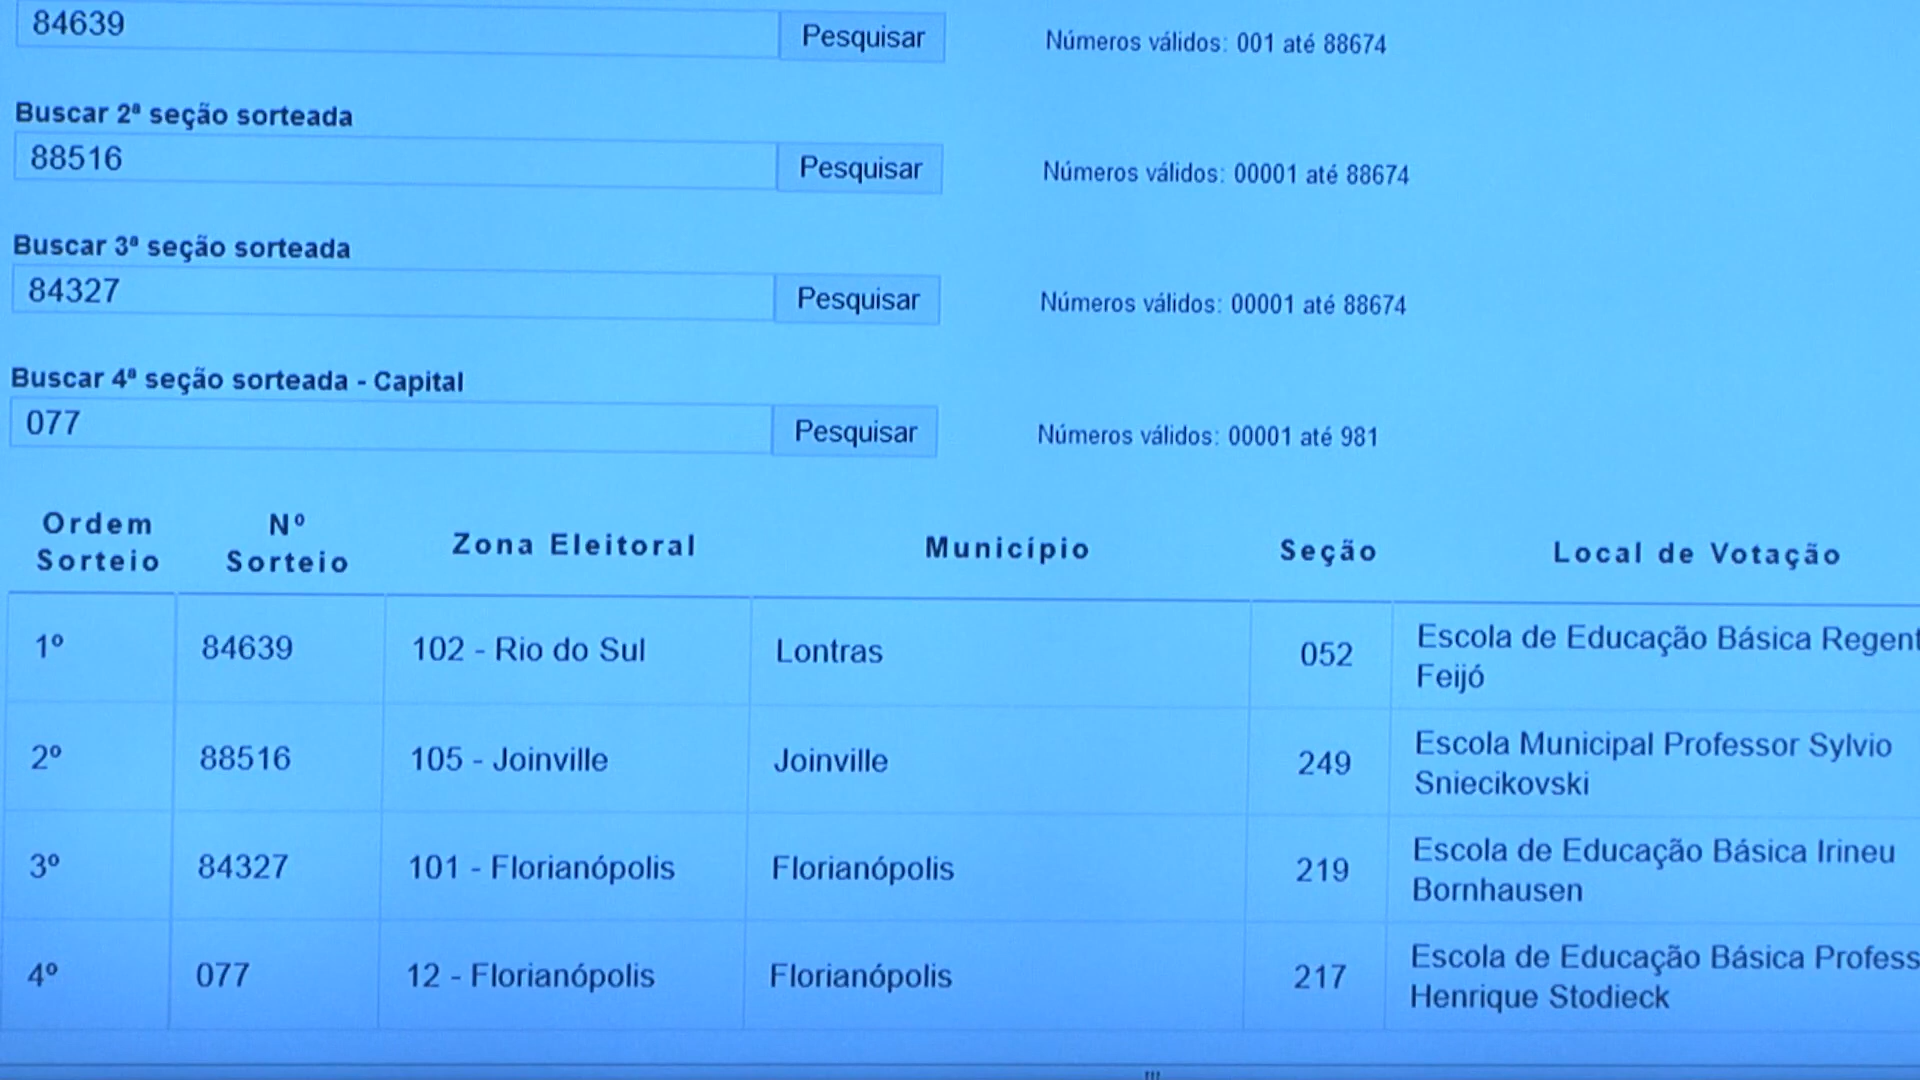 84639 Pesquisar Números válidos: 001 até 88674
Buscar 2ª seção sorteada
88516 Pesquisar Números válidos: 00001 até 88674
Buscar 3ª seção sorteada
84327 Pesquisar Números válidos: 00001 até 88674
Buscar 4ª seção sorteada - Capital
077 Pesquisar Números válidos: 00001 até 981
Ordem Sorteio Nº Sorteio Zona Eleitoral Município Seção Local de Votação
1º 84639 102 - Rio do Sul Lontras 052 Escola de Educação Básica Regent
Feijó
2º 88516 105 - Joinville Joinville 249 Escola Municipal Professor Sylvio
Sniecikovski
3º 84327 101 - Florianópolis Florianópolis 219 Escola de Educação Básica Irineu
Bornhausen
4º 077 12 - Florianópolis Florianópolis 217 Escola de Educação Básica Profess
Henrique Stodieck